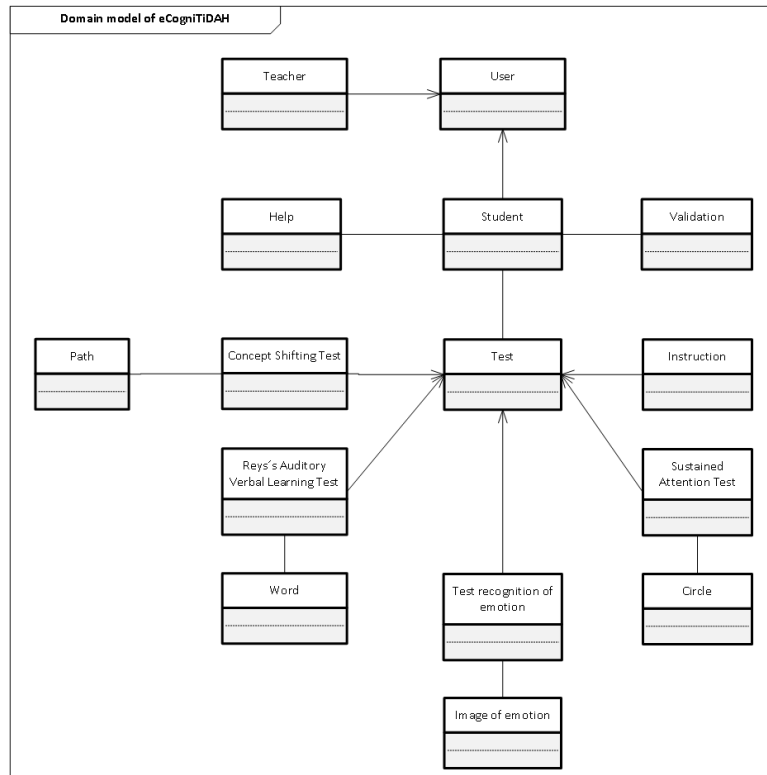 Domain model of eCogniTiDAH
Teacher
User
Help
Student
Validation
Path
Concept Shifting Test
Test
Instruction
Reys´s Auditory
Verbal Learning Test
Sustained
Attention Test
Word
Test recognition of
emotion
Circle
Image of emotion